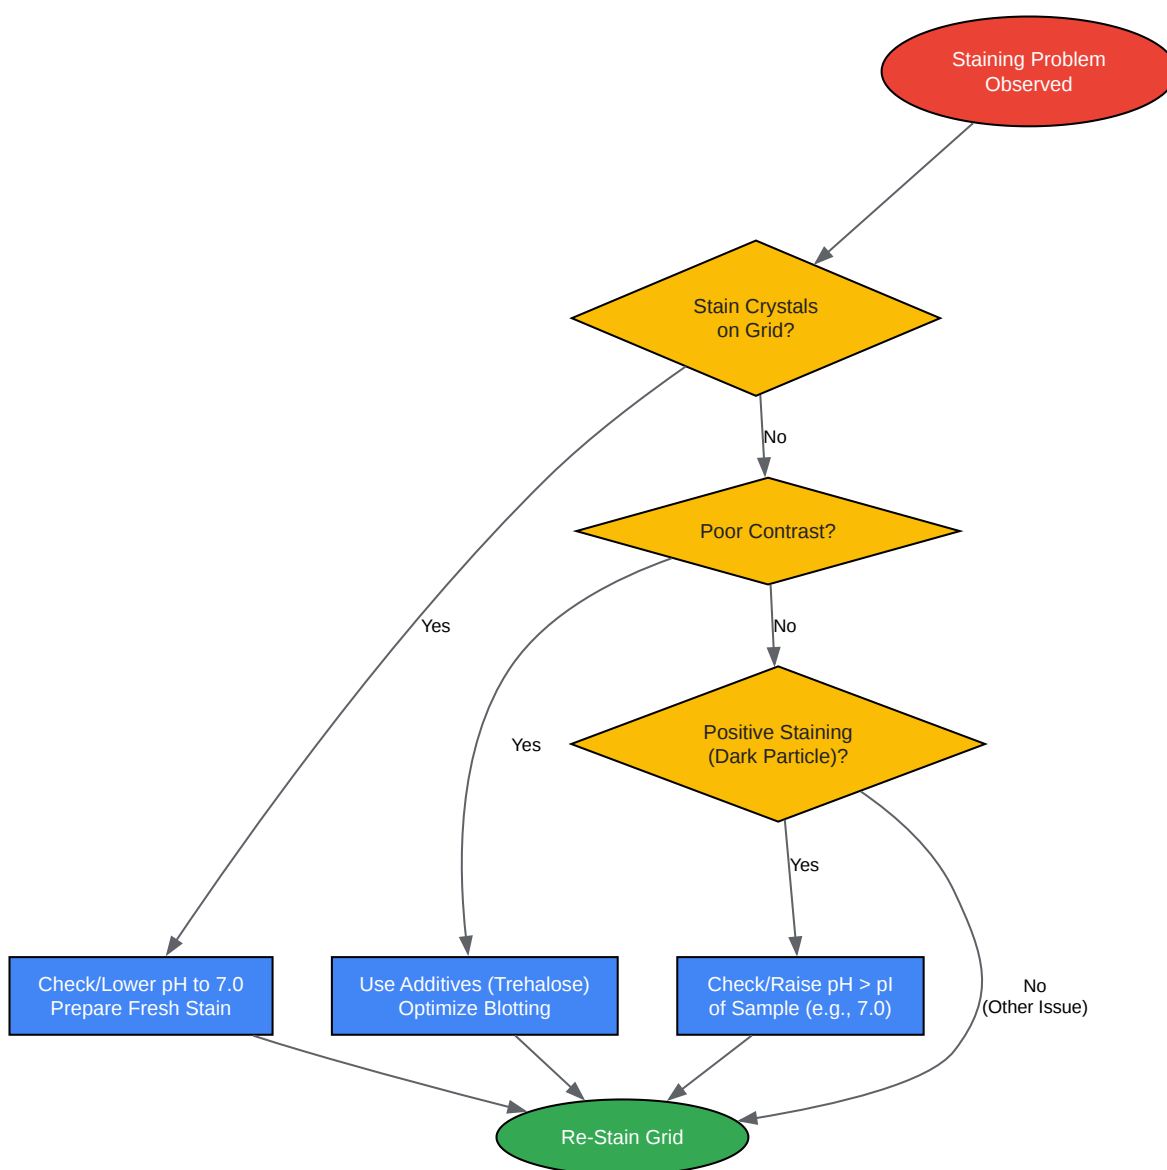 Staining Problem
Observed
Stain Crystals
on Grid?
No
Poor Contrast?
Yes
No
Positive Staining
(Dark Particle)?
Yes
Yes
Check/Lower pH to 7.0
Prepare Fresh Stain
Use Additives (Trehalose)
Optimize Blotting
Check/Raise pH > pI
of Sample (e.g., 7.0)
No
(Other Issue)
Re-Stain Grid